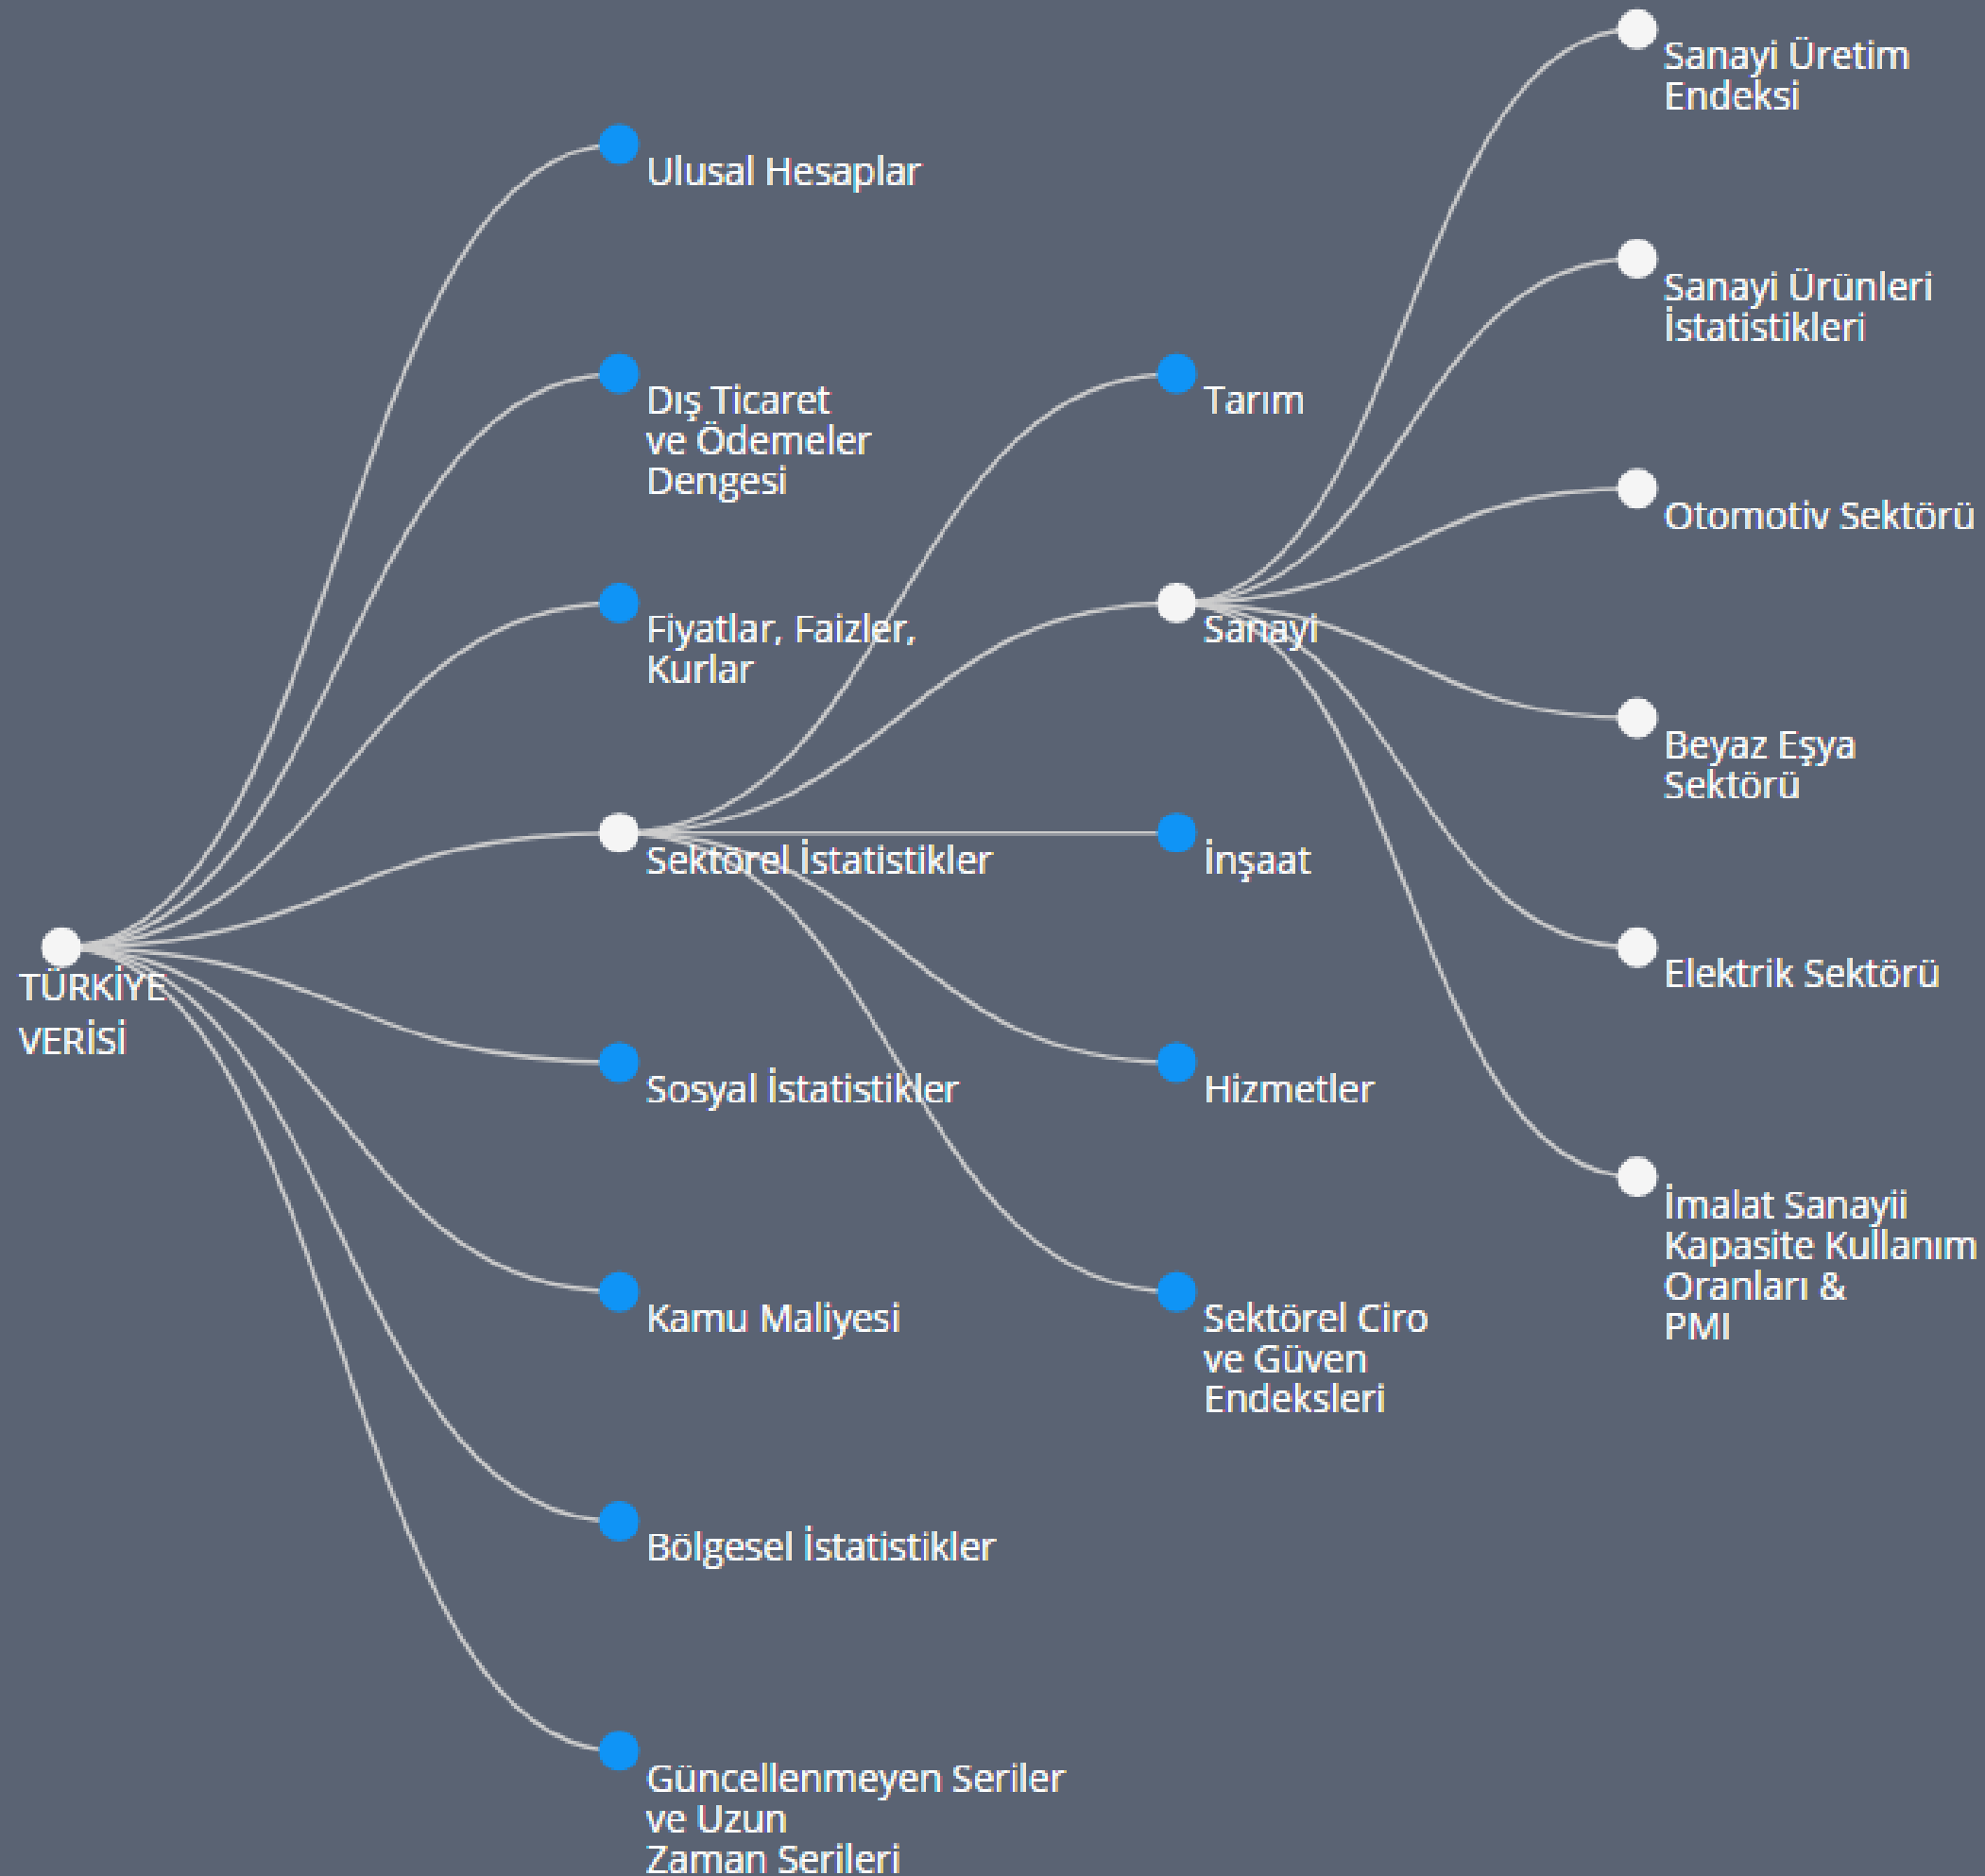 TÜRKİYE
VERİSİ
Ulusal Hesaplar
Dış Ticaret
ve Ödemeler
Dengesi
Fiyatlar, Faizler,
Kurlar
Sektörel İstatistikler
Sosyal İstatistikler
Kamu Maliyesi
Bölgesel İstatistikler
Güncellenmeyen Seriler
ve Uzun
Zaman Serileri
Tarım
Sanayi
İnşaat
Hizmetler
Sektörel Ciro
ve Güven
Endeksleri
Sanayi Üretim
Endeksi
Sanayi Ürünleri
İstatistikleri
Otomotiv Sektörü
Beyaz Eşya
Sektörü
Elektrik Sektörü
İmalat Sanayii
Kapasite Kullanım
Oranları &
PMI